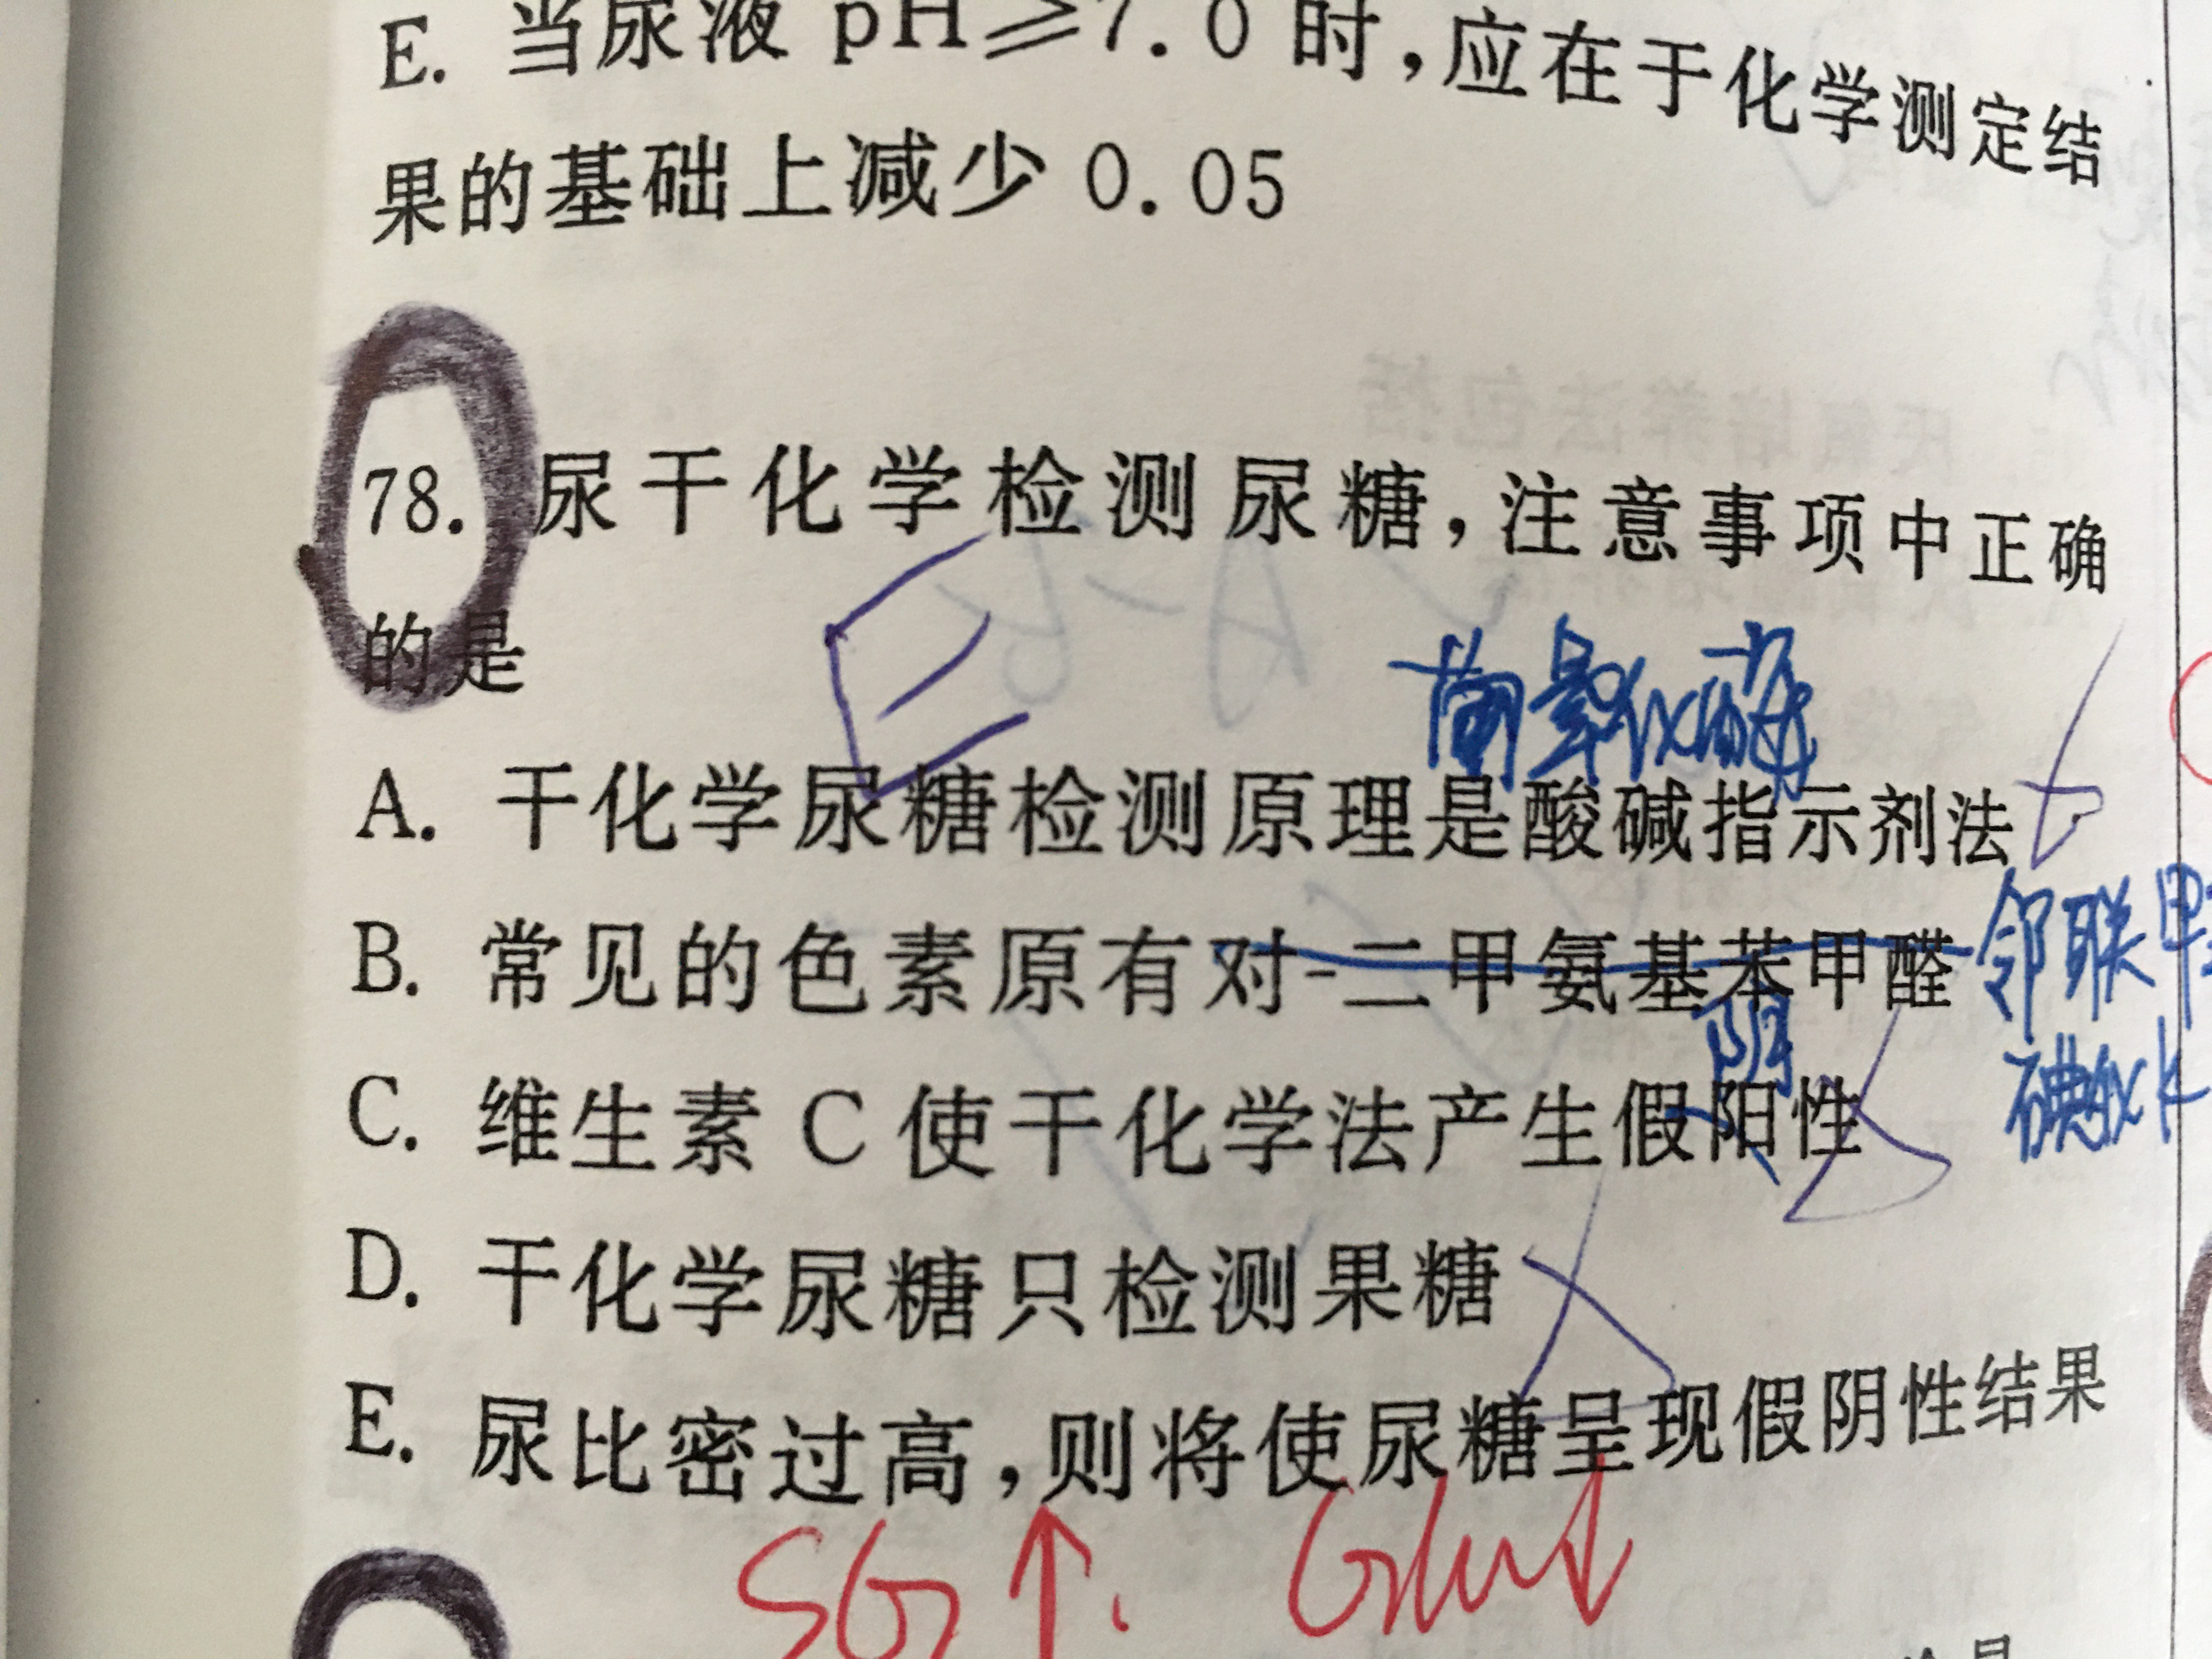 E. 当尿液 pH≥7.0 时,应在干化学测定结
果的基础上减少 0.05
78. 尿干化学检测尿糖,注意事项中正确
的是
A. 干化学尿糖检测原理是酸碱指示剂法
B. 常见的色素原有对-二甲氨基苯甲醛
C. 维生素 C 使干化学法产生假阳性
D. 干化学尿糖只检测果糖
E. 尿比密过高,则将使尿糖呈现假阴性结果
SG↑.
Glu↓